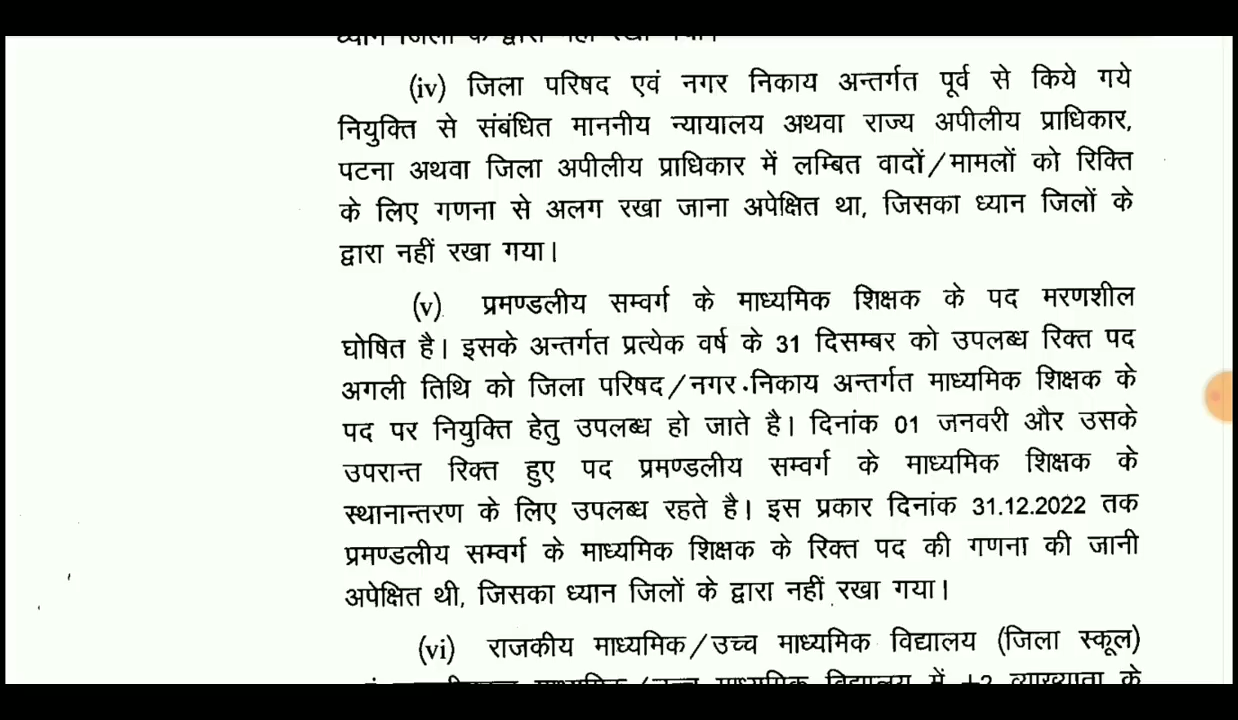 (iv) जिला परिषद एवं नगर निकाय अन्तर्गत पूर्व से किये गये
नियुक्ति से संबंधित माननीय न्यायालय अथवा राज्य अपीलीय प्राधिकार,
पटना अथवा जिला अपीलीय प्राधिकार में लम्बित वादों/मामलों को रिक्ति
के लिए गणना से अलग रखा जाना अपेक्षित था, जिसका ध्यान जिलों के
द्वारा नहीं रखा गया।
(v) प्रमण्डलीय सम्वर्ग के माध्यमिक शिक्षक के पद मरणशील
घोषित है। इसके अन्तर्गत प्रत्येक वर्ष के 31 दिसम्बर को उपलब्ध रिक्त पद
अगली तिथि को जिला परिषद/नगर निकाय अन्तर्गत माध्यमिक शिक्षक के
पद पर नियुक्ति हेतु उपलब्ध हो जाते है। दिनांक 01 जनवरी और उसके
उपरान्त रिक्त हुए पद प्रमण्डलीय सम्वर्ग के माध्यमिक शिक्षक के
स्थानान्तरण के लिए उपलब्ध रहते है। इस प्रकार दिनांक 31.12.2022 तक
प्रमण्डलीय सम्वर्ग के माध्यमिक शिक्षक के रिक्त पद की गणना की जानी
अपेक्षित थी, जिसका ध्यान जिलों के द्वारा नहीं रखा गया।
(vi) राजकीय माध्यमिक/उच्च माध्यमिक विद्यालय (जिला स्कूल)